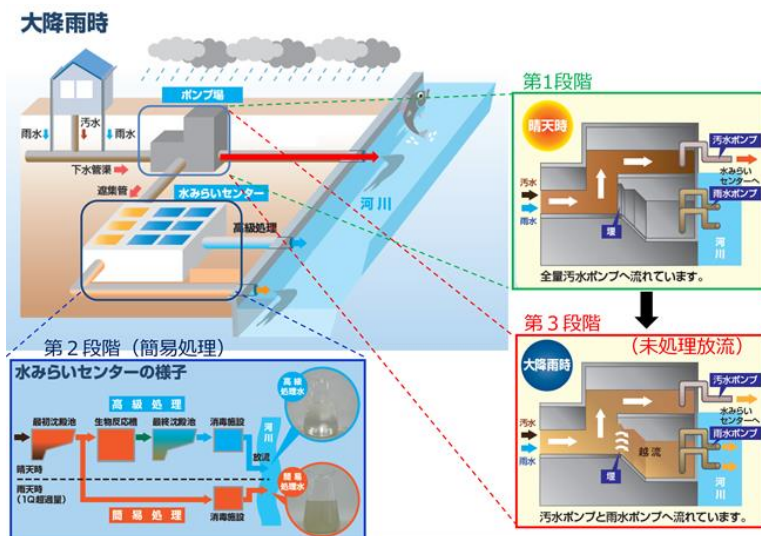 大降雨時
ポンプ場
雨水
汚水
雨水
下水管渠
遮集管
水みらいセンター
高級処理
河川
第1段階
晴天時
汚水ポンプ
汚水
水みらい
センターへ
雨水ポンプ
雨水
堰
河川
全量汚水ポンプへ流れています。
第3段階
(未処理放流)
大降雨時
汚水ポンプ
汚水
水みらい
センターへ
雨水ポンプ
雨水
越流
堰
河川
汚水ポンプと雨水ポンプへ流れています。
第2段階(簡易処理)
水みらいセンターの様子
高級処理
高級
処理水
最初沈殿池
生物反応槽
最終沈殿池
消毒施設
河川
放流
晴天時
雨天時
(1Q超過量)
簡易
処理水
簡易処理
消毒施設